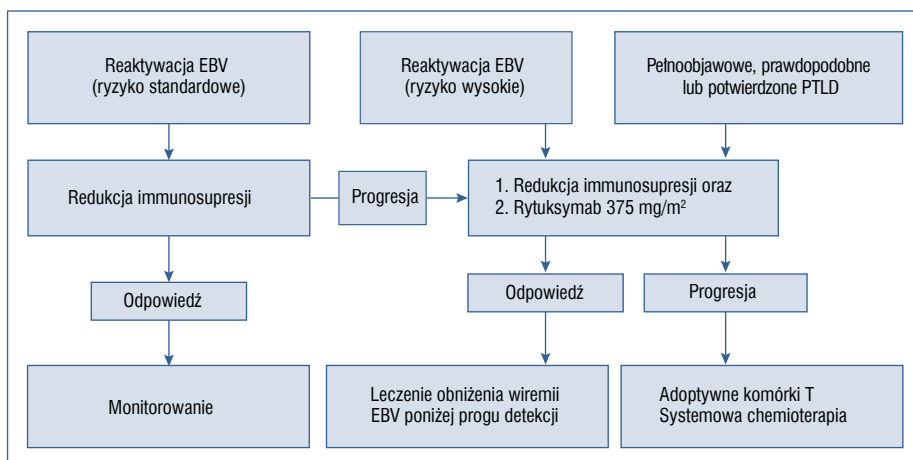 Reaktywacja EBV
(ryzyko standardowe)
Reaktywacja EBV
(ryzyko wysokie)
Pełnoobjawowe, prawdopodobne
lub potwierdzone PTLD
Redukcja immunosupresji
Progresja
1. Redukcja immunosupresji oraz
2. Rytuksymab 375 mg/m²
Odpowiedź
Odpowiedź
Progresja
Monitorowanie
Leczenie obniżenia wiremii
EBV poniżej progu detekcji
Adoptywne komórki T
Systemowa chemioterapia